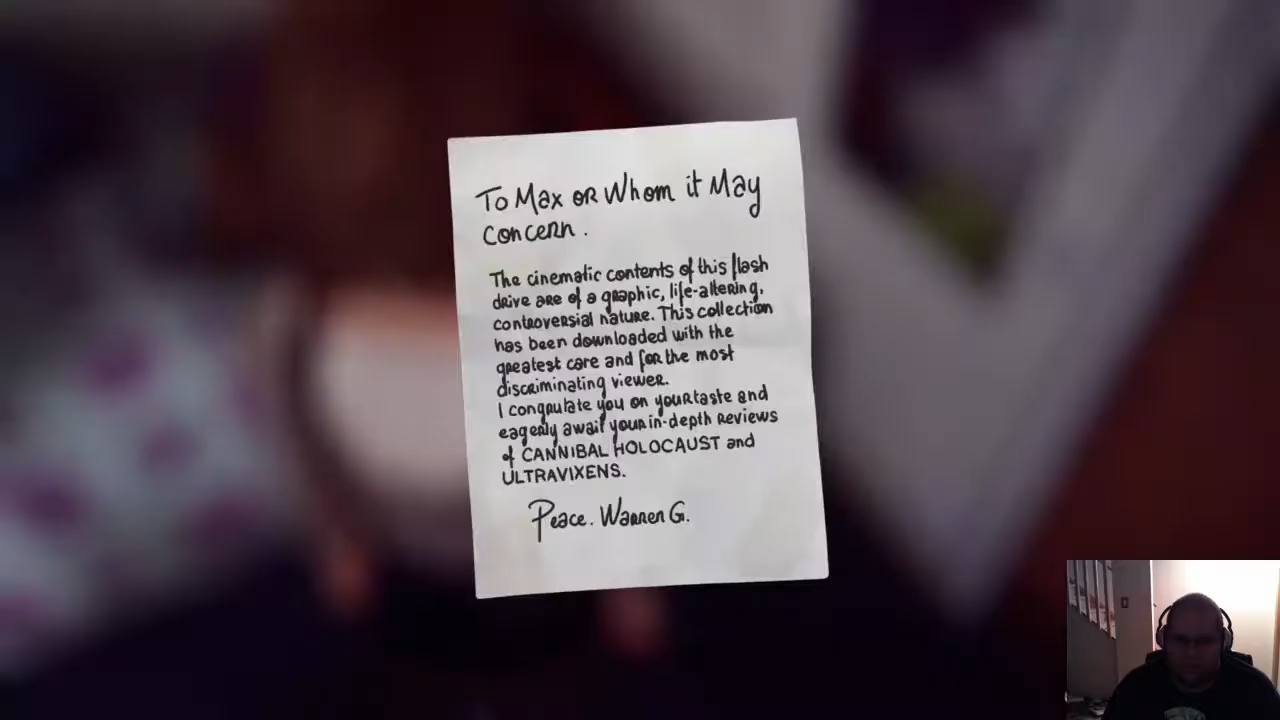 To Max or Whom it May
Concern.
The cinematic contents of this flash
drive are of a graphic, life-altering,
controversial nature. This collection
has been downloaded with the
greatest care and for the most
discriminating viewer.
I congrulate you on your taste and
eagerly await your in-depth reviews
of CANNIBAL HOLOCAUST and
ULTRAVIXENS.
Peace. Warren G.